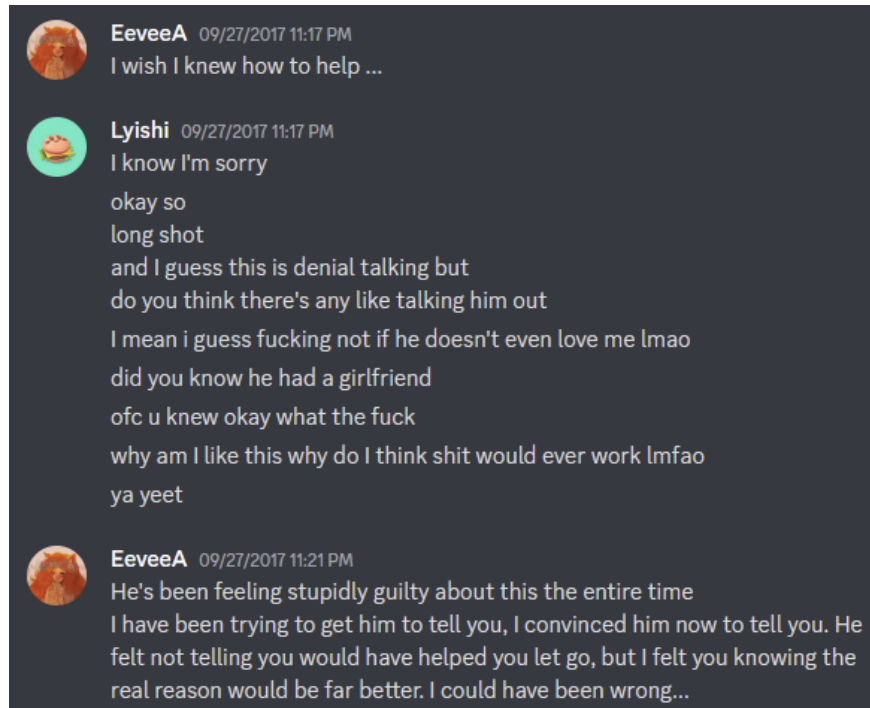 EeveeA 09/27/2017 11:17 PM
I wish I knew how to help ...
Lyishi 09/27/2017 11:17 PM
I know I'm sorry
okay so
long shot
and I guess this is denial talking but
do you think there's any like talking him out
I mean i guess fucking not if he doesn't even love me lmao
did you know he had a girlfriend
ofc u knew okay what the fuck
why am I like this why do I think shit would ever work lmfao
ya yeet
EeveeA 09/27/2017 11:21 PM
He's been feeling stupidly guilty about this the entire time
I have been trying to get him to tell you, I convinced him now to tell you. He
felt not telling you would have helped you let go, but I felt you knowing the
real reason would be far better. I could have been wrong...